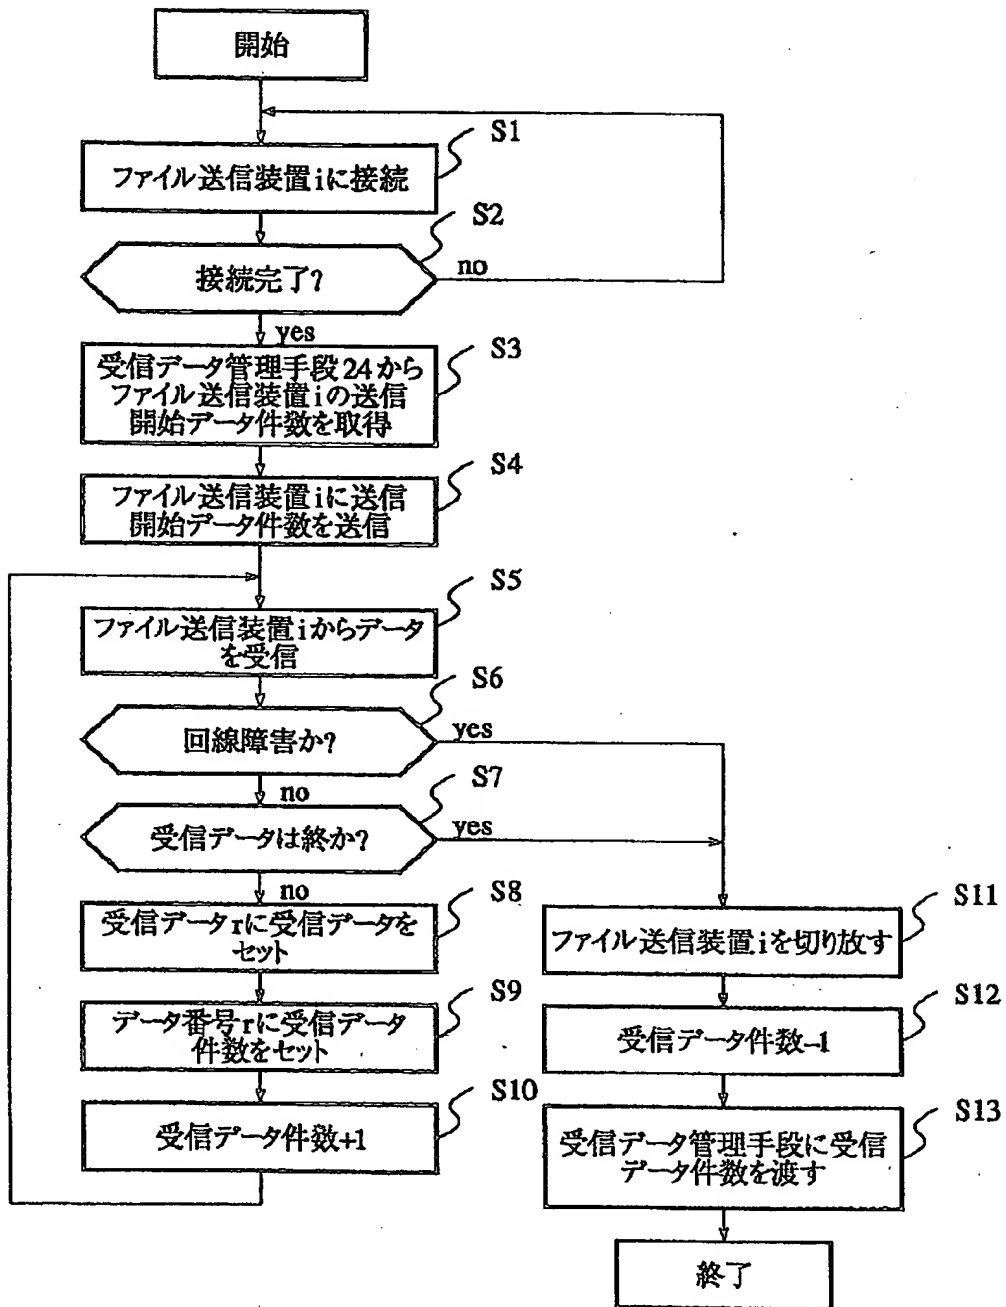 開始
S1
ファイル送信装置iに接続
S2
接続完了?
no
yes
S3
受信データ管理手段24から
ファイル送信装置iの送信
開始データ件数を取得
S4
ファイル送信装置iに送信
開始データ件数を送信
S5
ファイル送信装置iからデータ
を受信
S6
回線障害か?
yes
no
S7
受信データは終か?
yes
no
S8
受信データrに受信データを
セット
S9
データ番号rに受信データ
件数をセット
S10
受信データ件数+1
S11
ファイル送信装置iを切り放す
S12
受信データ件数-1
S13
受信データ管理手段に受信
データ件数を渡す
終了